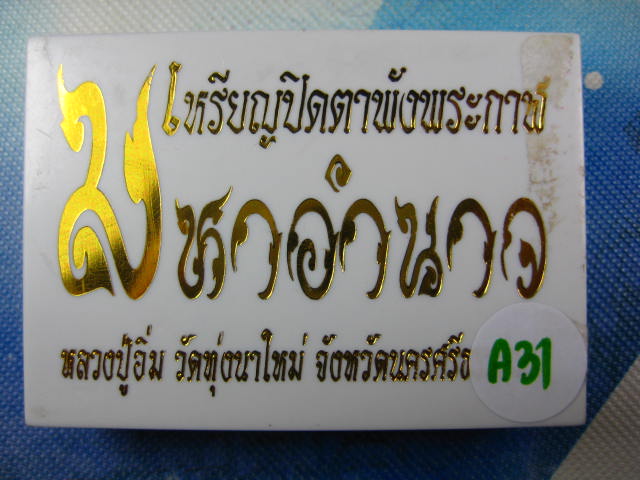 เหรียญปิดตาพังพระกาฬ
มหาอำนาจ
หลวงปู่อิ่ม วัดทุ่งนาใหม่ จังหวัดนครศรีธ
A31